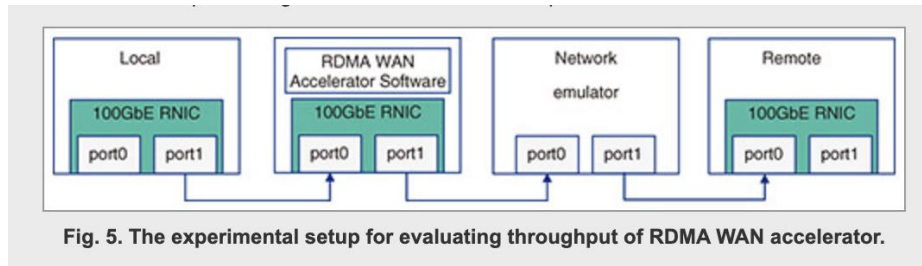 Local
RDMA WAN
Accelerator Software
Network
emulator
Remote
100GbE RNIC
100GbE RNIC
100GbE RNIC
port0
port1
port0
port1
port0
port1
port0
port1
Fig. 5. The experimental setup for evaluating throughput of RDMA WAN accelerator.